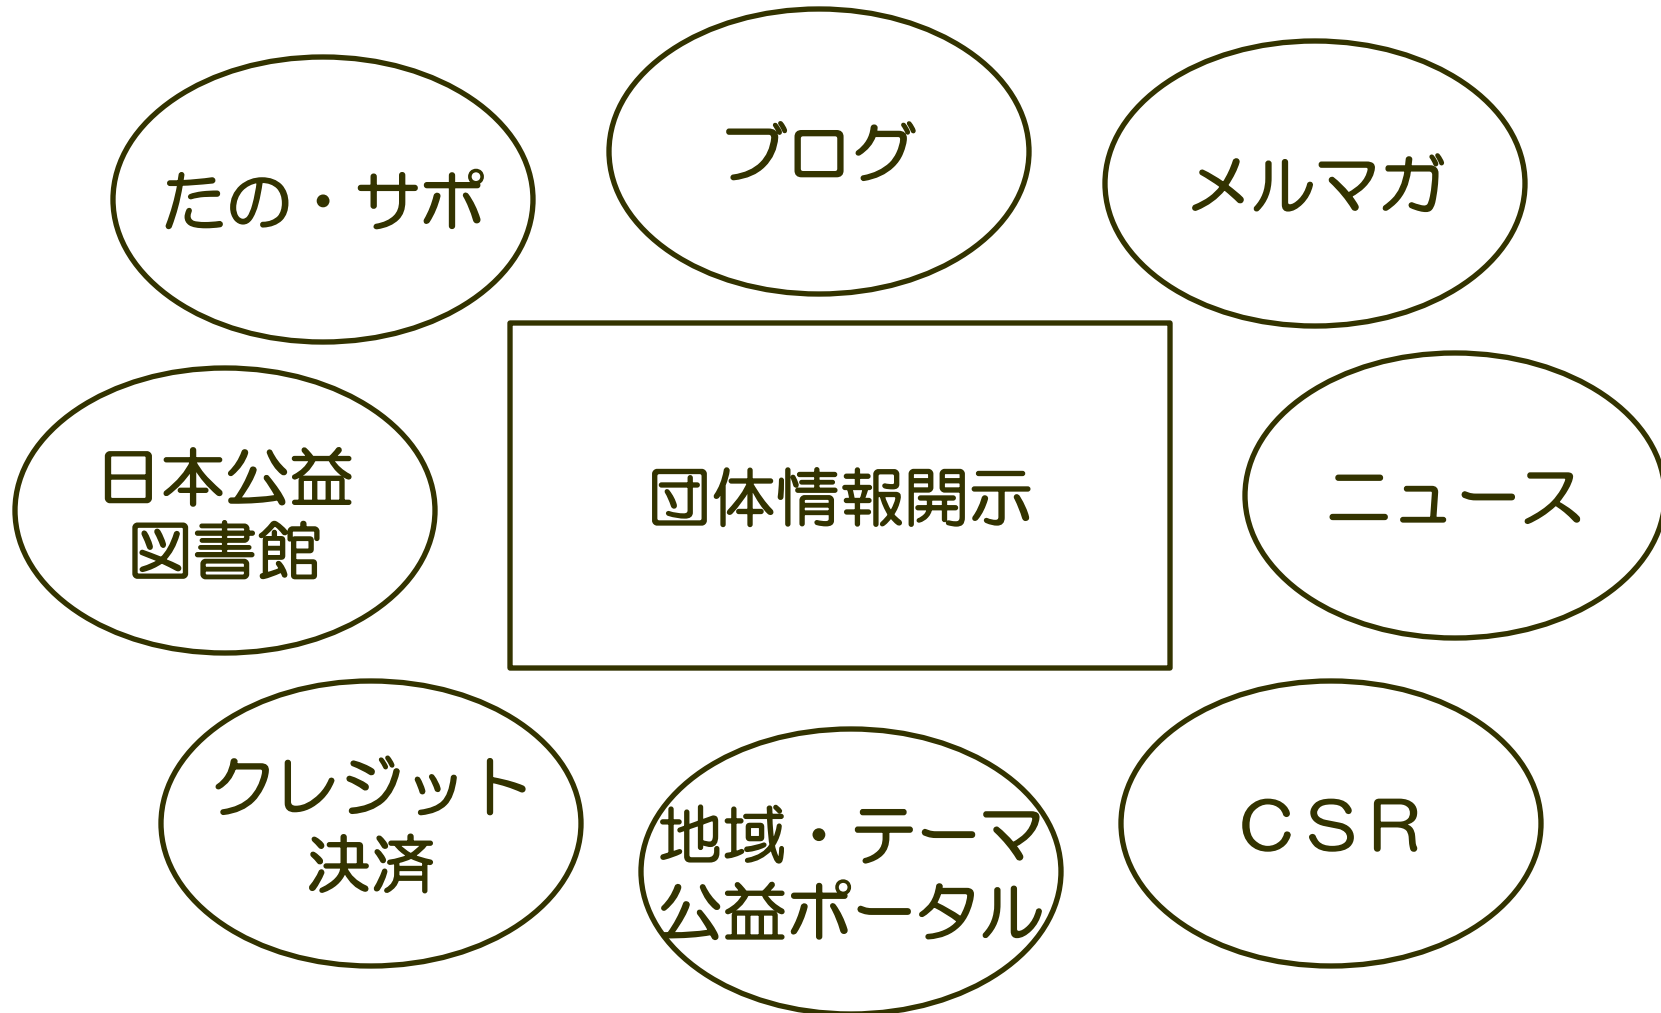 ブログ
メルマガ
たの・サポ
日本公益
図書館
団体情報開示
ニュース
クレジット
決済
地域・テーマ
公益ポータル
ＣＳＲ